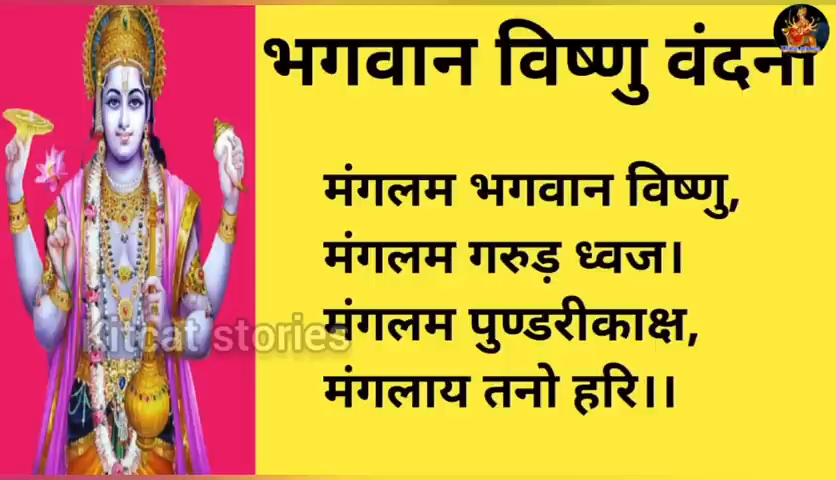 भगवान विष्णु वंदना
मंगलम भगवान विष्णु,
मंगलम गरुड़ ध्वज।
मंगलम पुण्डरीकाक्ष,
kitcat stories
मंगलाय तनो हरि।।